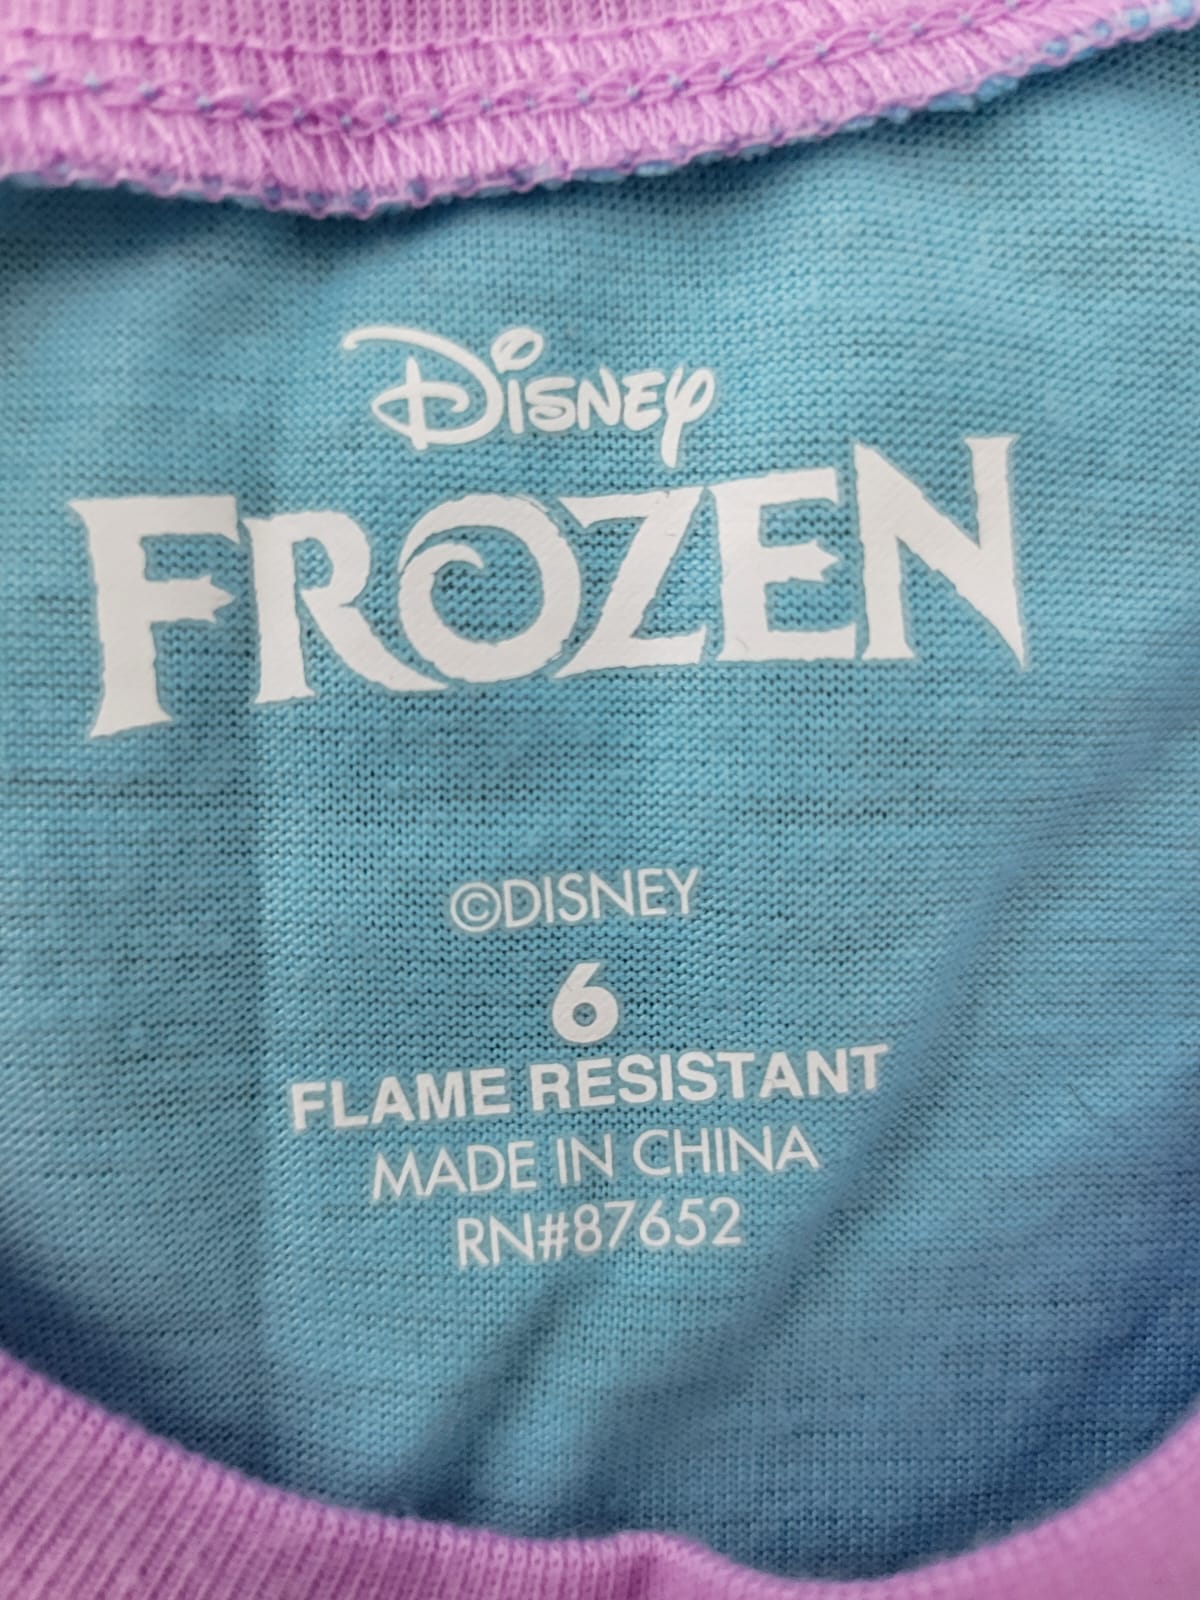 DISNEY
FROZEN
©DISNEY
6
FLAME RESISTANT
MADE IN CHINA
RN#87652